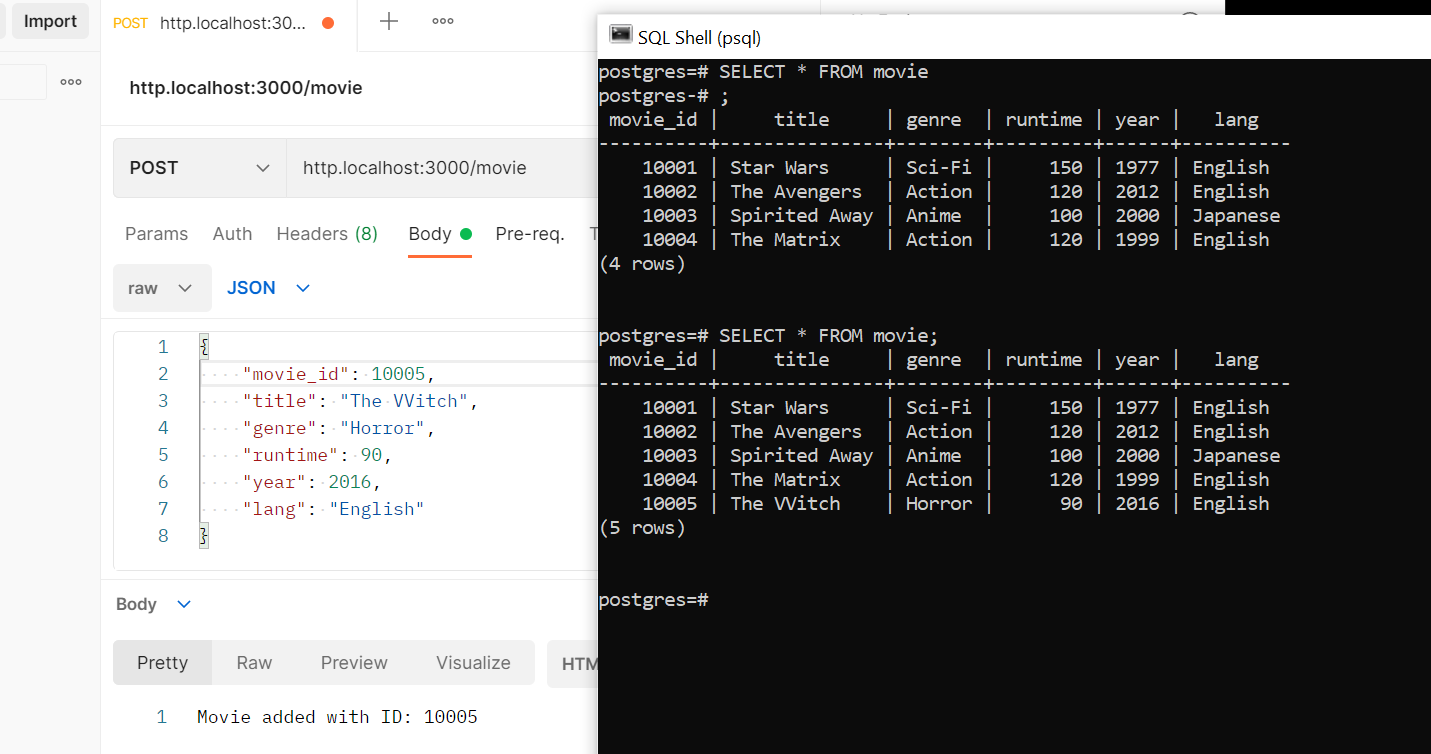 Import
POST http.localhost:3000/movie
POST http.localhost:30... 
http.localhost:3000/movie
POST http.localhost:3000/movie
Params Auth Headers (8) Body Pre-req.
raw JSON
1 {
2 "movie_id": 10005,
3 "title": "The VVitch",
4 "genre": "Horror",
5 "runtime": 90,
6 "year": 2016,
7 "lang": "English"
8 }
Body
Pretty Raw Preview Visualize
1 Movie added with ID: 10005
SQL Shell (psql)
postgres=# SELECT * FROM movie
postgres-# ;
movie_id | title | genre | runtime | year | lang
----------+---------------+--------+---------+------+----------
10001 | Star Wars | Sci-Fi | 150 | 1977 | English
10002 | The Avengers | Action | 120 | 2012 | English
10003 | Spirited Away | Anime | 100 | 2000 | Japanese
10004 | The Matrix | Action | 120 | 1999 | English
(4 rows)
postgres=# SELECT * FROM movie;
movie_id | title | genre | runtime | year | lang
----------+---------------+--------+---------+------+----------
10001 | Star Wars | Sci-Fi | 150 | 1977 | English
10002 | The Avengers | Action | 120 | 2012 | English
10003 | Spirited Away | Anime | 100 | 2000 | Japanese
10004 | The Matrix | Action | 120 | 1999 | English
10005 | The VVitch | Horror | 90 | 2016 | English
(5 rows)
postgres=#